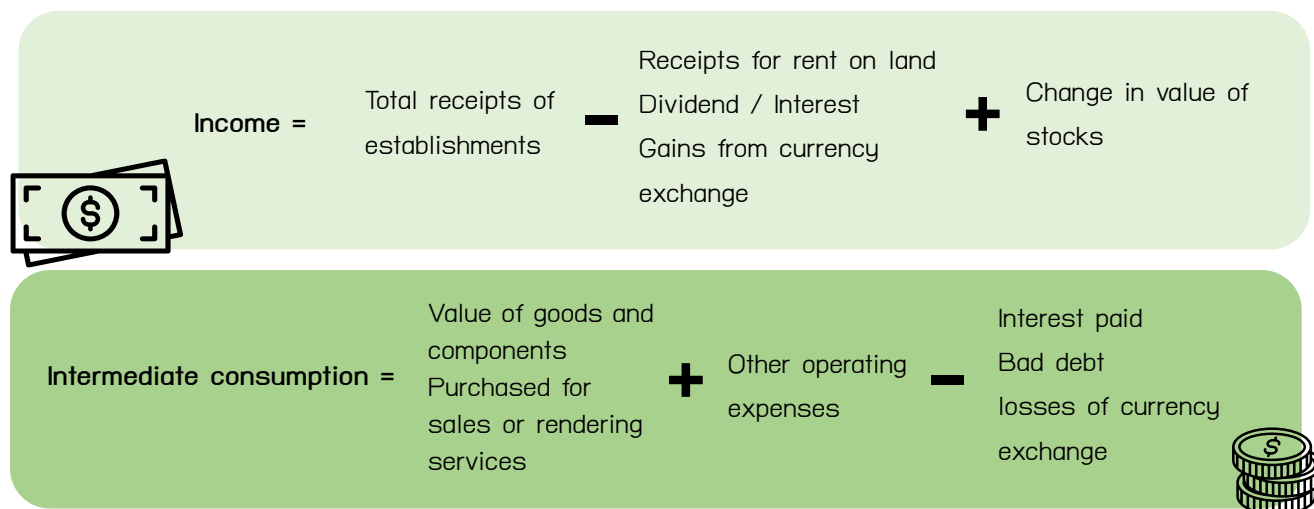 Income =
Total receipts of
establishments
−
Receipts for rent on land
Dividend / Interest
Gains from currency
exchange
+
Change in value of
stocks
$
Intermediate consumption =
Value of goods and
components
Purchased for
sales or rendering
services
+
Other operating
expenses
−
Interest paid
Bad debt
losses of currency
exchange
$